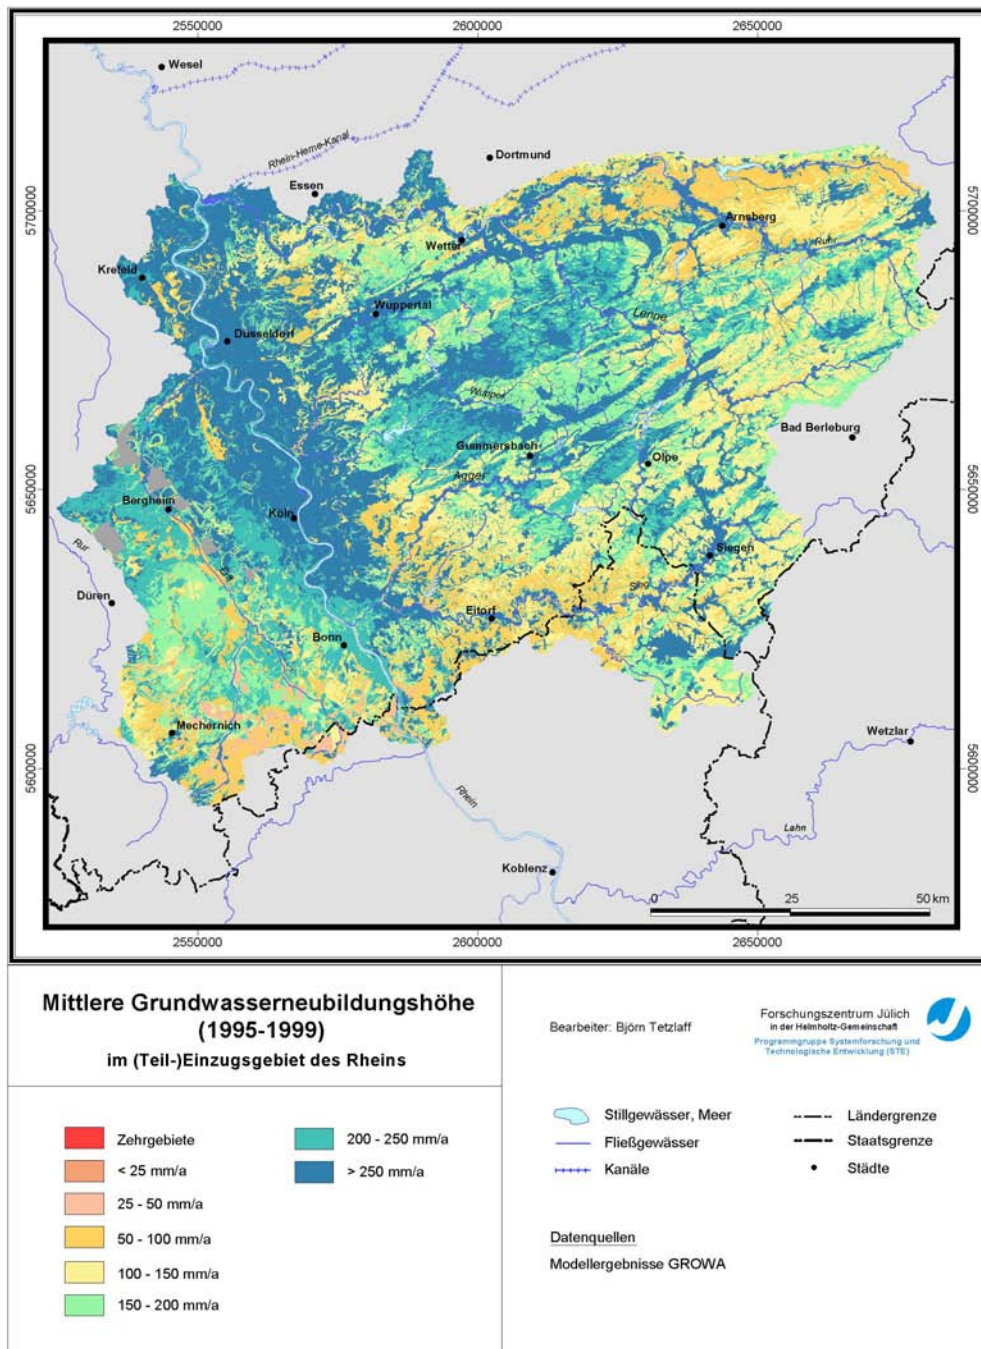 2550000
2600000
2650000
Wesel
Rhein-Herne-Kanal
Dortmund
Essen
5700000
5700000
Arnsberg
Wetter
Ruhr
Krefeld
Wuppertal
Lenne
Düsseldorf
Wupper
Bad Berleburg
Gummersbach
Olpe
Agger
5650000
5650000
Bergheim
Köln
Rur
Erft
Siegen
Sieg
Düren
Eitorf
Bonn
Mechernich
Wetzlar
5600000
5600000
Rhein
Lahn
Koblenz
0 25 50 km
2550000
2600000
2650000
Mittlere Grundwasserneubildungshöhe
(1995-1999)
im (Teil-)Einzugsgebiet des Rheins
Zehrgebiete
< 25 mm/a
25 - 50 mm/a
50 - 100 mm/a
100 - 150 mm/a
150 - 200 mm/a
200 - 250 mm/a
> 250 mm/a
Bearbeiter: Björn Tetzlaff
Forschungszentrum Jülich
in der Helmholtz-Gemeinschaft
Programmgruppe Systemforschung und
Technologische Entwicklung (STE)
Stillgewässer, Meer
Fließgewässer
Kanäle
Ländergrenze
Staatsgrenze
Städte
Datenquellen
Modellergebnisse GROWA